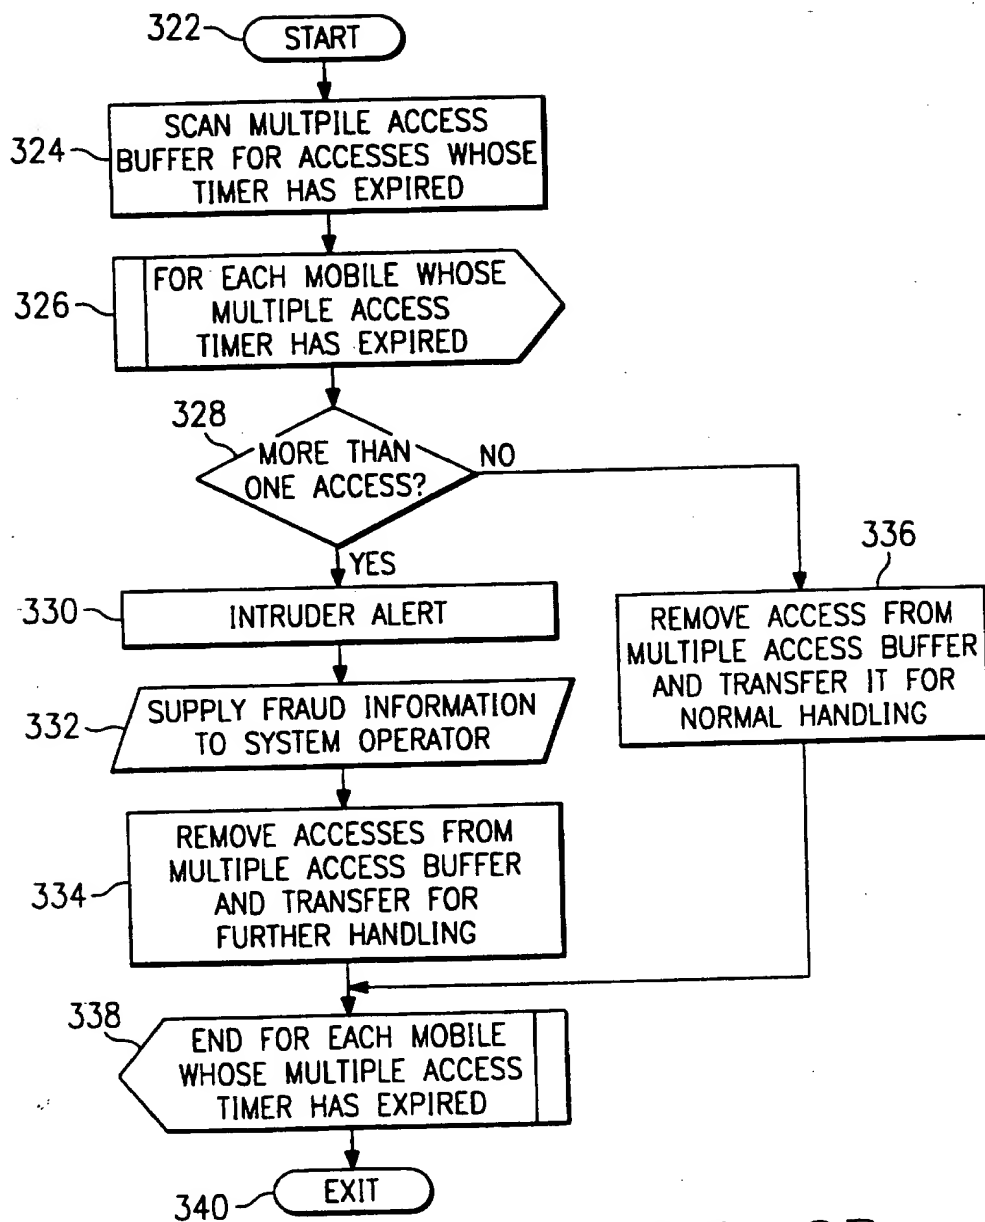 322
START
324
SCAN MULTPILE ACCESS
BUFFER FOR ACCESSES WHOSE
TIMER HAS EXPIRED
326
FOR EACH MOBILE WHOSE
MULTIPLE ACCESS
TIMER HAS EXPIRED
328
MORE THAN
ONE ACCESS?
NO
YES
336
REMOVE ACCESS FROM
MULTIPLE ACCESS BUFFER
AND TRANSFER IT FOR
NORMAL HANDLING
330
INTRUDER ALERT
332
SUPPLY FRAUD INFORMATION
TO SYSTEM OPERATOR
334
REMOVE ACCESSES FROM
MULTIPLE ACCESS BUFFER
AND TRANSFER FOR
FURTHER HANDLING
338
END FOR EACH MOBILE
WHOSE MULTIPLE ACCESS
TIMER HAS EXPIRED
340
EXIT